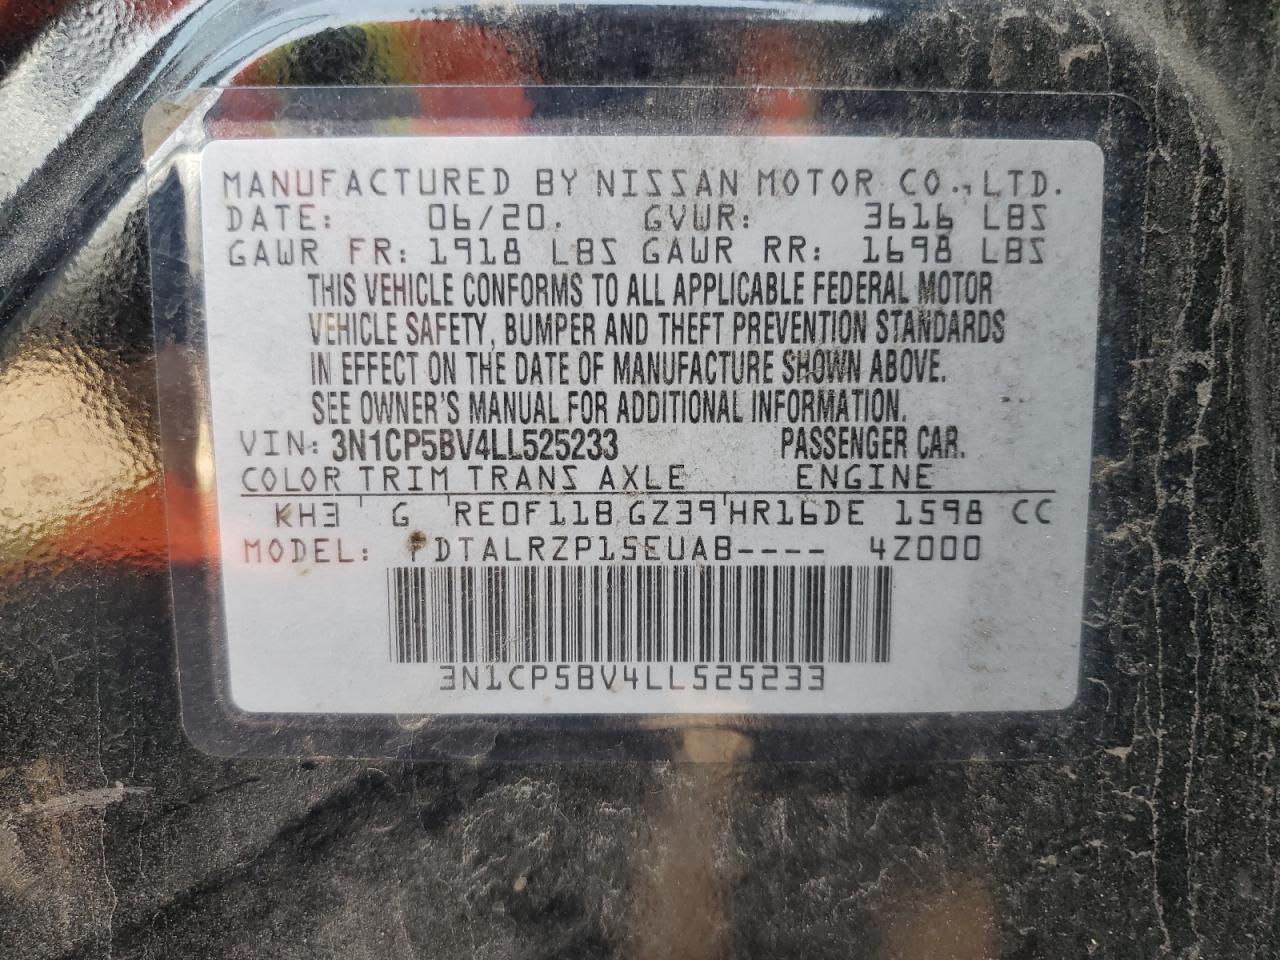 MANUFACTURED BY NISSAN MOTOR CO., LTD.
DATE: 06/20. GVWR: 3616 LBS
GAWR FR: 1918 LBS GAWR RR: 1698 LBS
THIS VEHICLE CONFORMS TO ALL APPLICABLE FEDERAL MOTOR
VEHICLE SAFETY, BUMPER AND THEFT PREVENTION STANDARDS
IN EFFECT ON THE DATE OF MANUFACTURE SHOWN ABOVE.
SEE OWNER'S MANUAL FOR ADDITIONAL INFORMATION.
VIN: 3N1CP5BV4LL525233 PASSENGER CAR.
COLOR TRIM TRANS AXLE ENGINE
KH3 G RE0F11B GZ39 HR16DE 1598 CC
MODEL: PDTALRZP15EUAB---- 4Z000
3N1CP5BV4LL525233